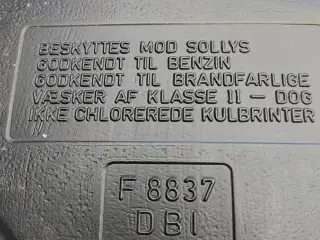 BESKYTTES MOD SOLLYS
GODKENDT TIL BENZIN
GODKENDT TIL BRANDFARLIGE
VÆSKER AF KLASSE II – DOG
IKKE CHLOREREDE KULBRINTER
F 8837
DBI